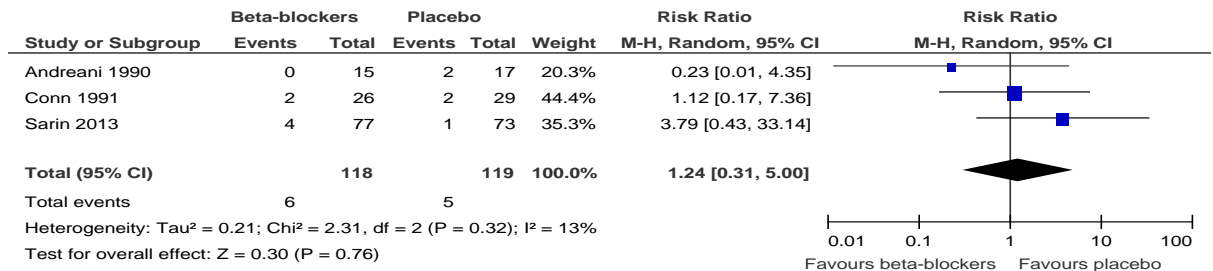 Beta-blockers Placebo Risk Ratio Risk Ratio
Study or Subgroup Events Total Events Total Weight M-H, Random, 95% CI M-H, Random, 95% CI
Andreani 1990 0 15 2 17 20.3% 0.23 [0.01, 4.35]
Conn 1991 2 26 2 29 44.4% 1.12 [0.17, 7.36]
Sarin 2013 4 77 1 73 35.3% 3.79 [0.43, 33.14]
Total (95% CI) 118 119 100.0% 1.24 [0.31, 5.00]
Total events 6 5
Heterogeneity: Tau² = 0.21; Chi² = 2.31, df = 2 (P = 0.32); I² = 13%
Test for overall effect: Z = 0.30 (P = 0.76)
0.01 0.1 1 10 100
Favours beta-blockers Favours placebo